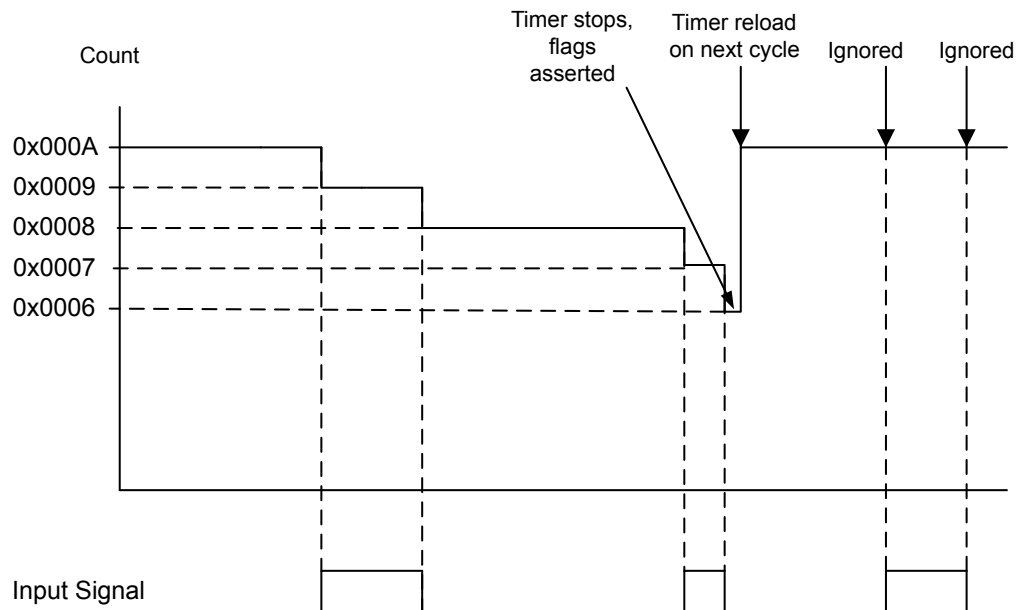 Timer stops,
flags
asserted
Timer reload
on next cycle
Ignored
Ignored
Count
0x000A
0x0009
0x0008
0x0007
0x0006
Input Signal